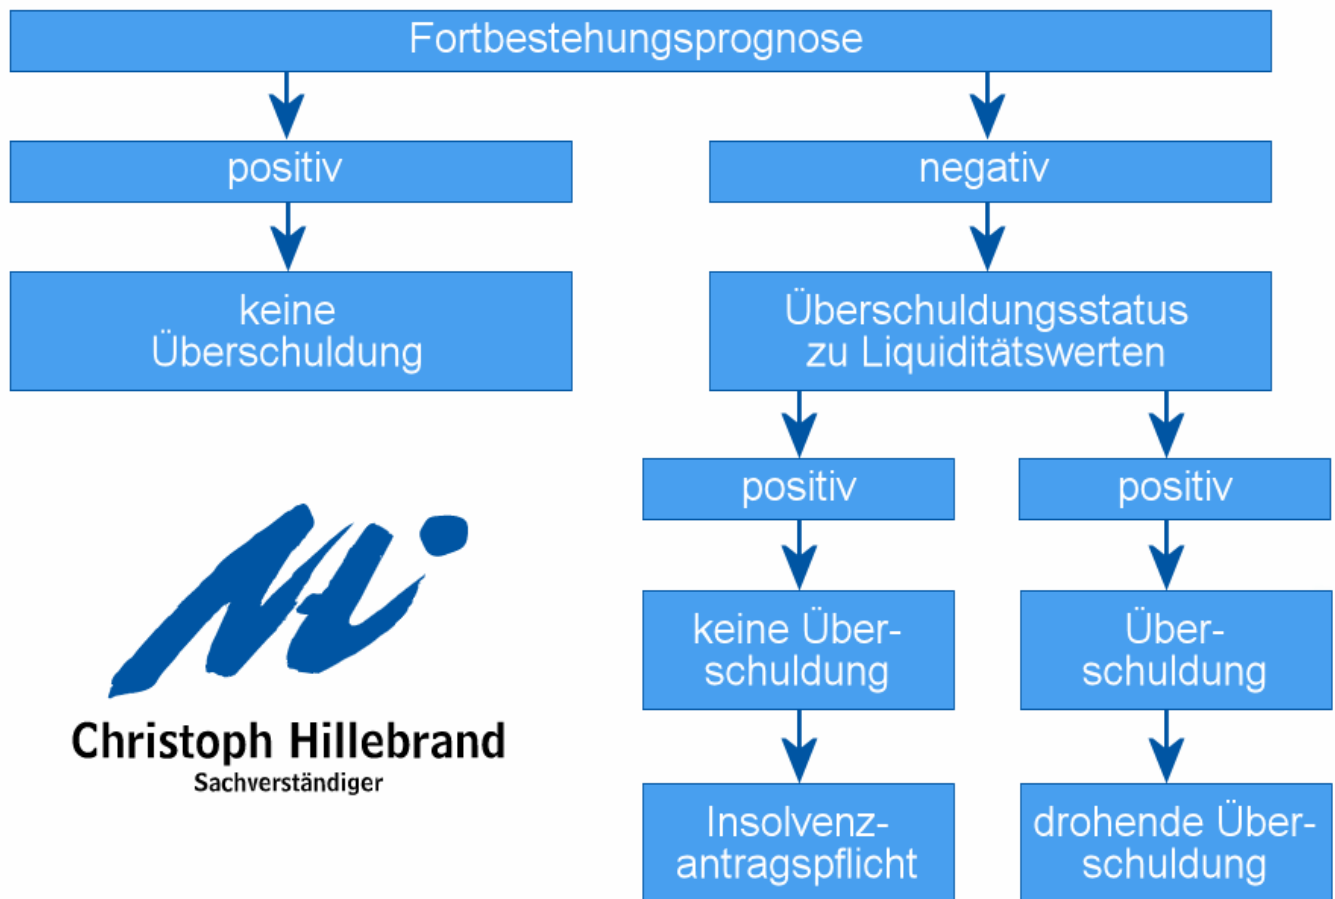 Fortbestehungsprognose
positiv
negativ
keine
Überschuldung
Überschuldungsstatus
zu Liquiditätswerten
positiv
positiv
keine Über-
schuldung
Über-
schuldung
Christoph Hillebrand
Sachverständiger
Insolvenz-
antragspflicht
drohende Über-
schuldung